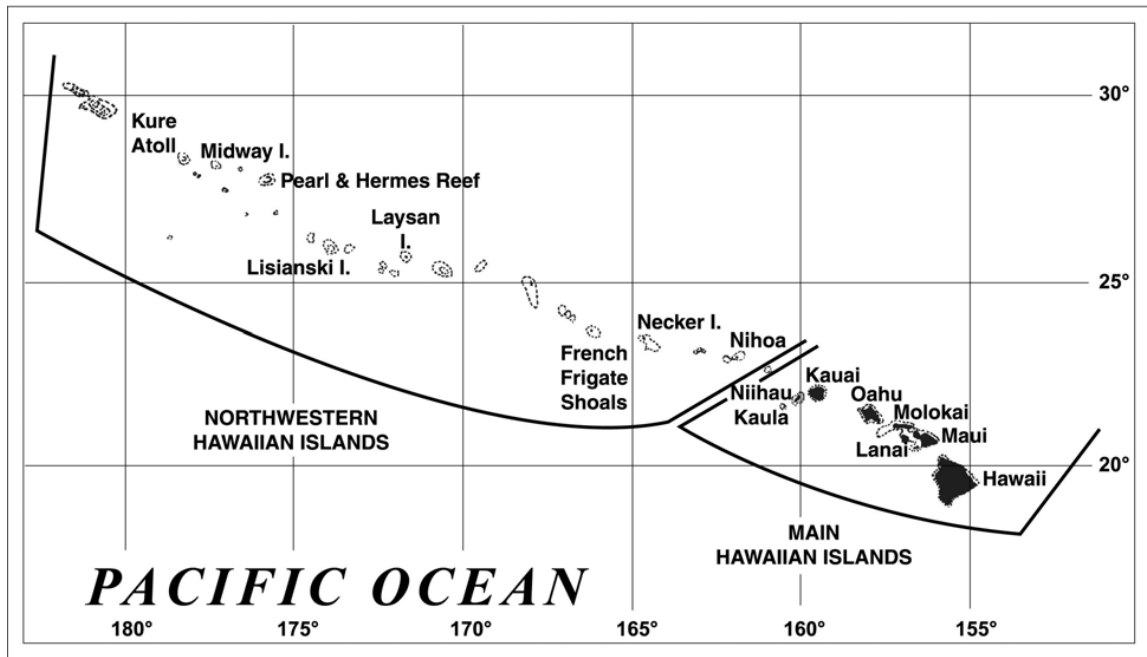 30°
Kure
Atoll
Midway I.
Pearl & Hermes Reef
Laysan
I.
Lisianski I.
25°
Necker I.
Nihoa
French
Frigate
Shoals
Kauai
Niihau
Kaula
Oahu
Molokai
Maui
Lanai
Hawaii
20°
NORTHWESTERN
HAWAIIAN ISLANDS
MAIN
HAWAIIAN ISLANDS
PACIFIC OCEAN
180° 175° 170° 165° 160° 155°